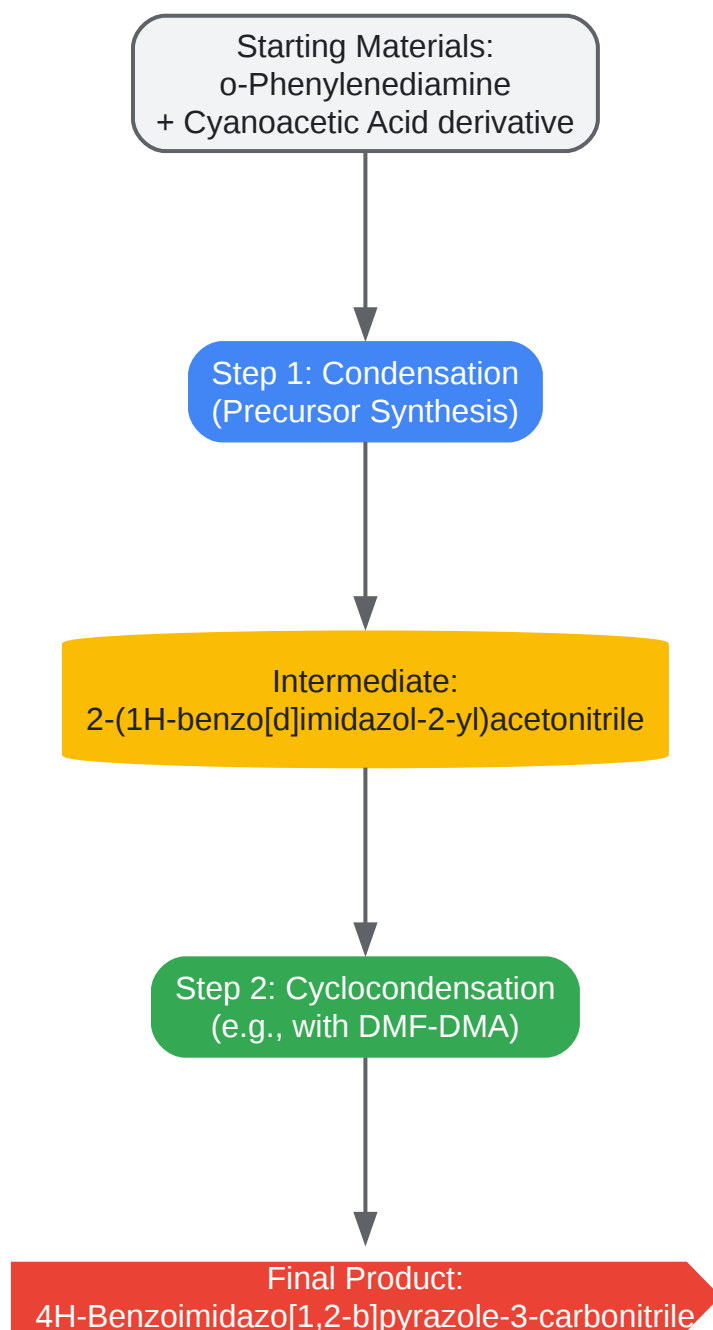 Starting Materials:
o-Phenylenediamine
+ Cyanoacetic Acid derivative
Step 1: Condensation
(Precursor Synthesis)
Intermediate:
2-(1H-benzo[d]imidazol-2-yl)acetonitrile
Step 2: Cyclocondensation
(e.g., with DMF-DMA)
Final Product:
4H-Benzoimidazo[1,2-b]pyrazole-3-carbonitrile